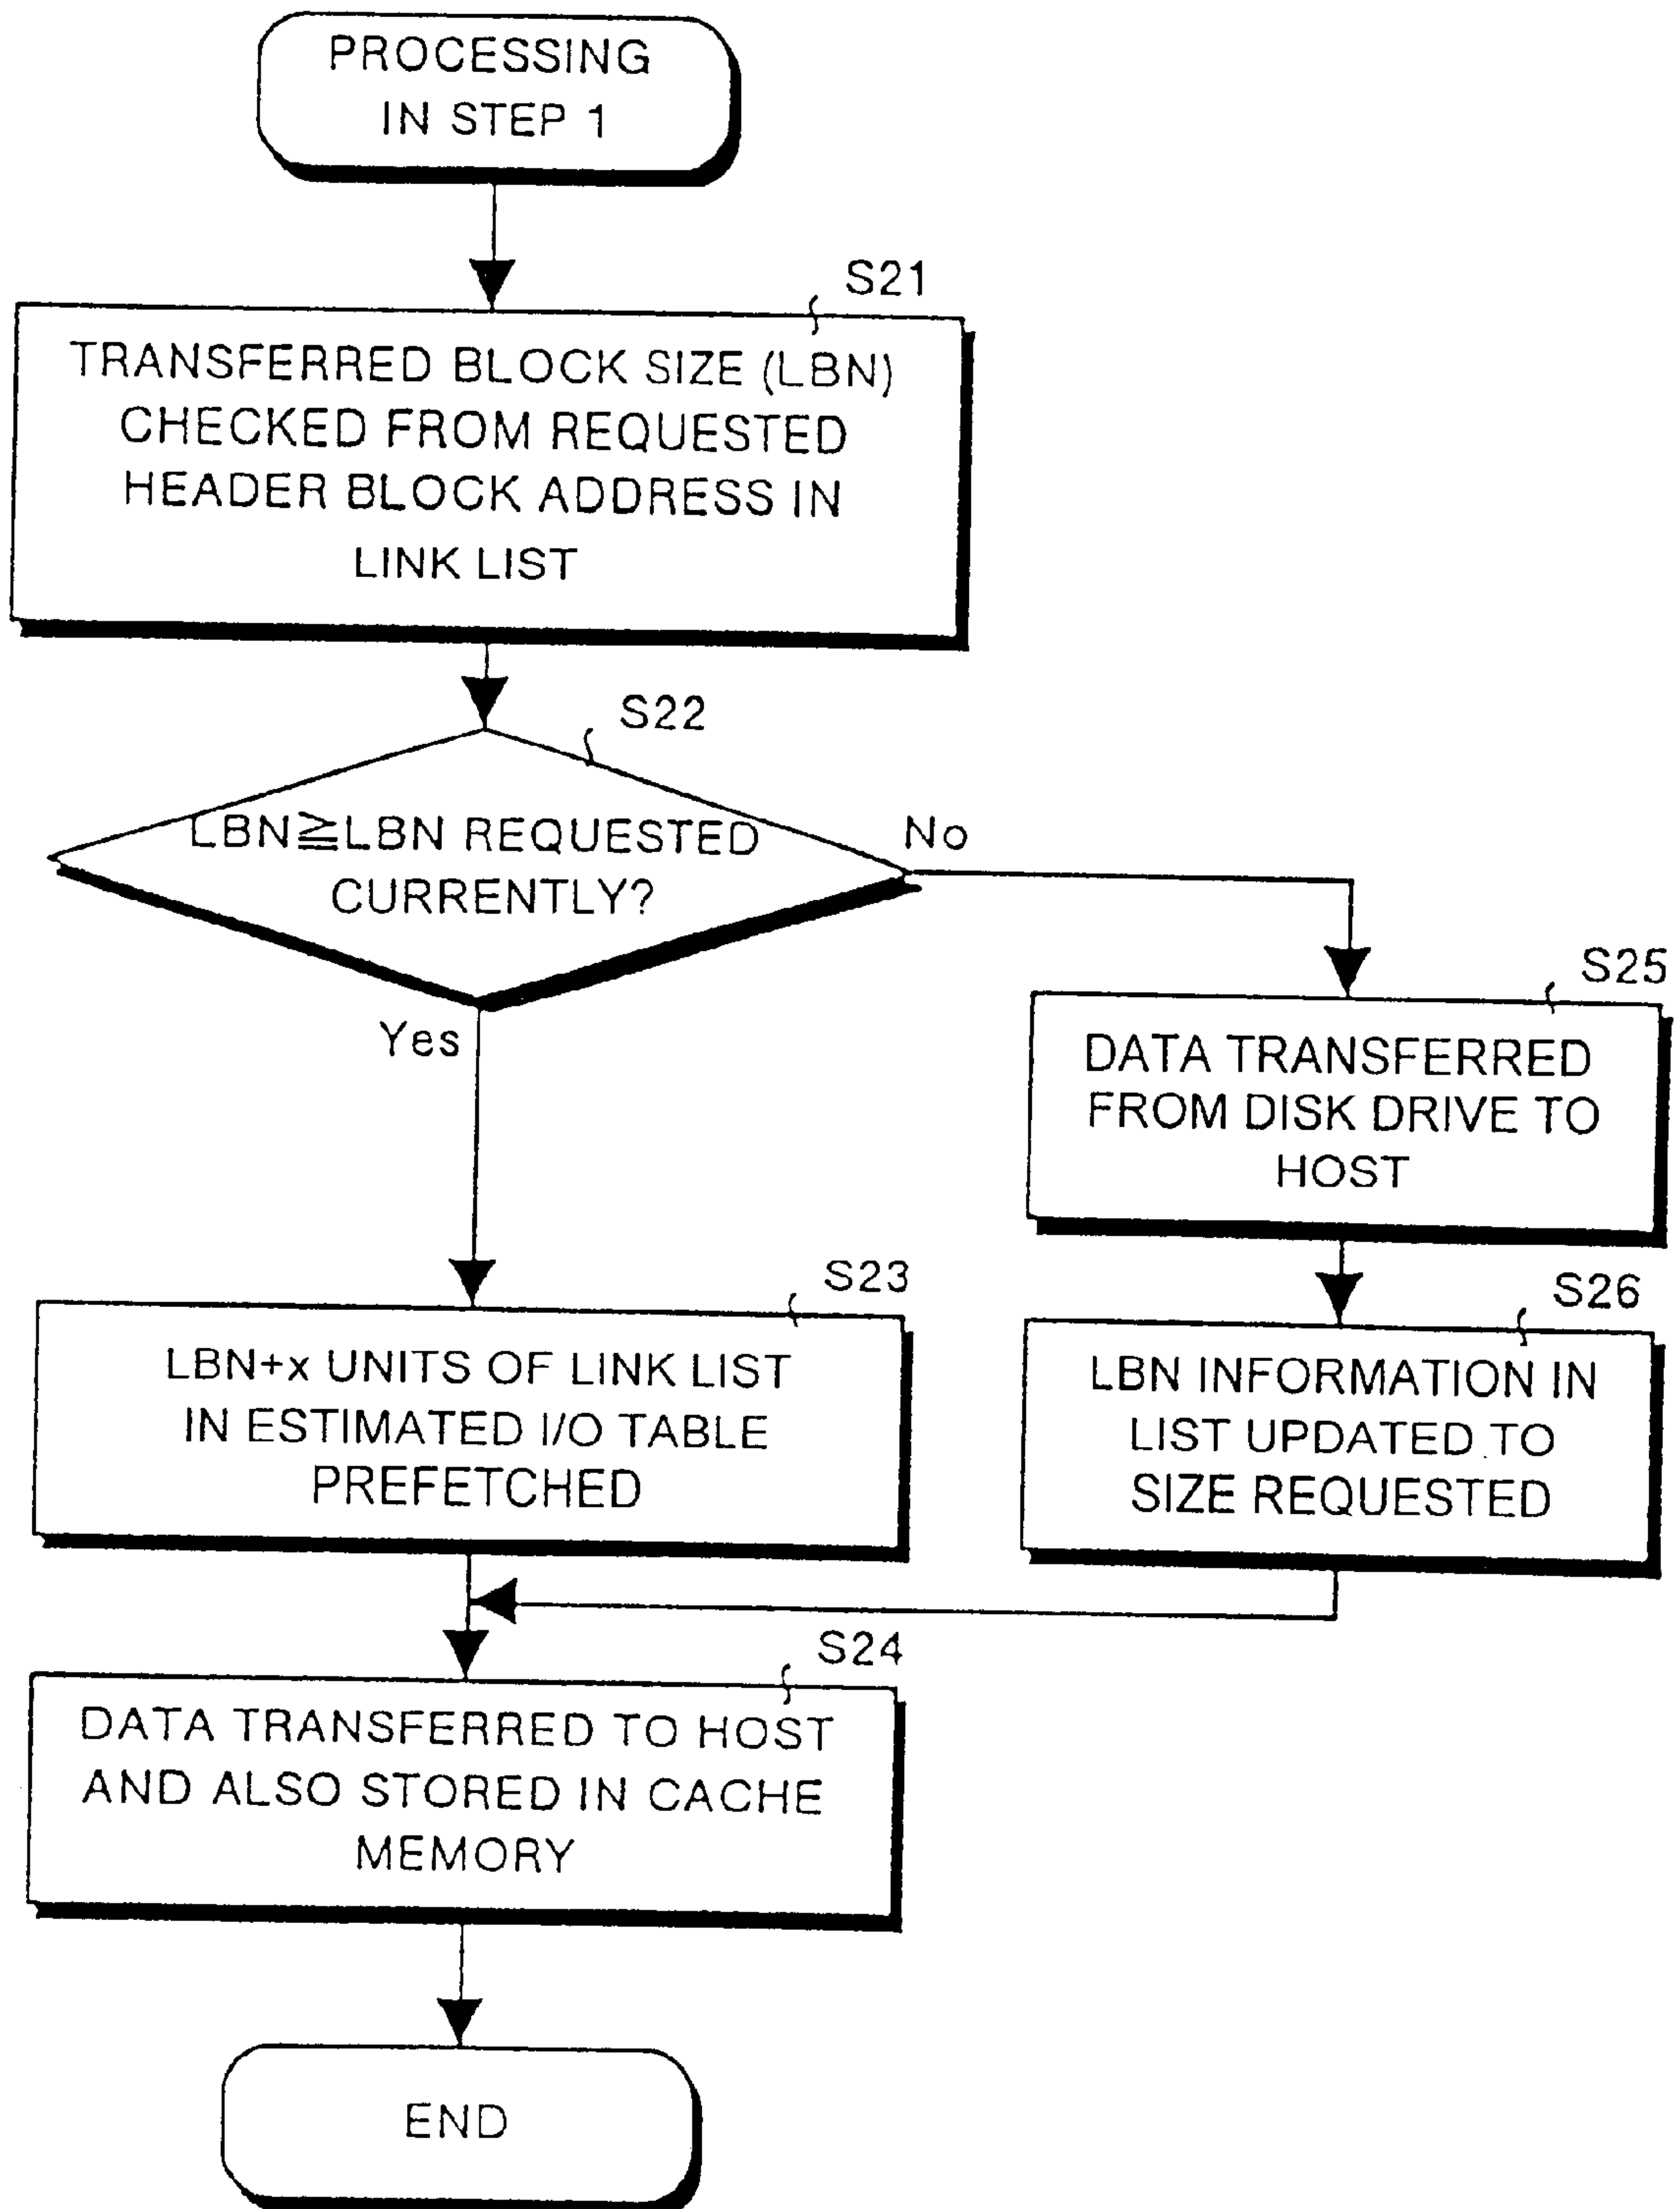 PROCESSING
IN STEP 1
S21
TRANSFERRED BLOCK SIZE (LBN)
CHECKED FROM REQUESTED
HEADER BLOCK ADDRESS IN
LINK LIST
S22
LBN≧LBN REQUESTED
CURRENTLY?
No
Yes
S25
DATA TRANSFERRED
FROM DISK DRIVE TO
HOST
S23
LBN+x UNITS OF LINK LIST
IN ESTIMATED I/O TABLE
PREFETCHED
S26
LBN INFORMATION IN
LIST UPDATED TO
SIZE REQUESTED
S24
DATA TRANSFERRED TO HOST
AND ALSO STORED IN CACHE
MEMORY
END